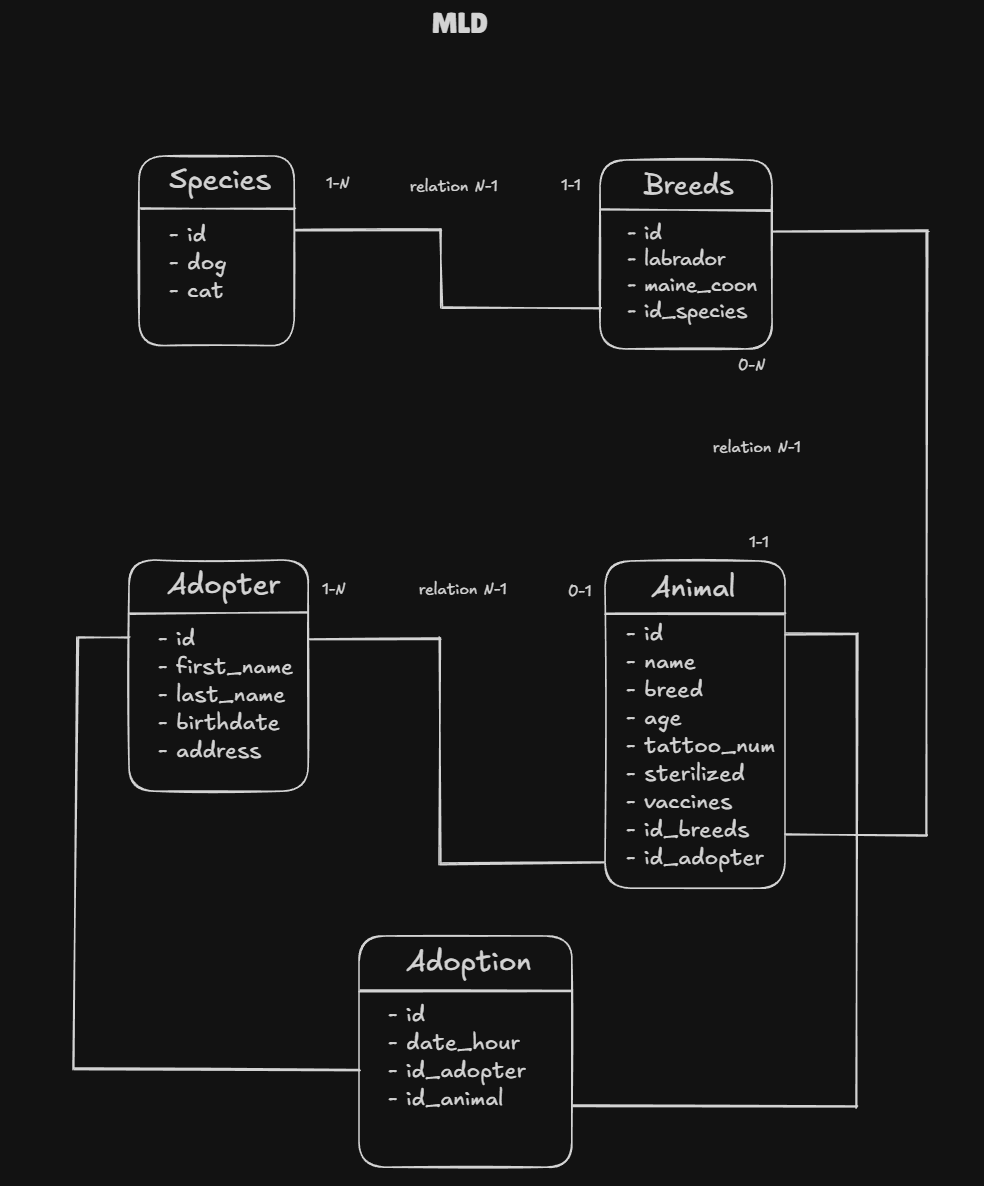 MLD
Species
- id
- dog
- cat
1-N
relation N-1
1-1
Breeds
- id
- labrador
- maine_coon
- id_species
0-N
relation N-1
1-1
Adopter
- id
- first_name
- last_name
- birthdate
- address
1-N
relation N-1
0-1
Animal
- id
- name
- breed
- age
- tattoo_num
- sterilized
- vaccines
- id_breeds
- id_adopter
Adoption
- id
- date_hour
- id_adopter
- id_animal